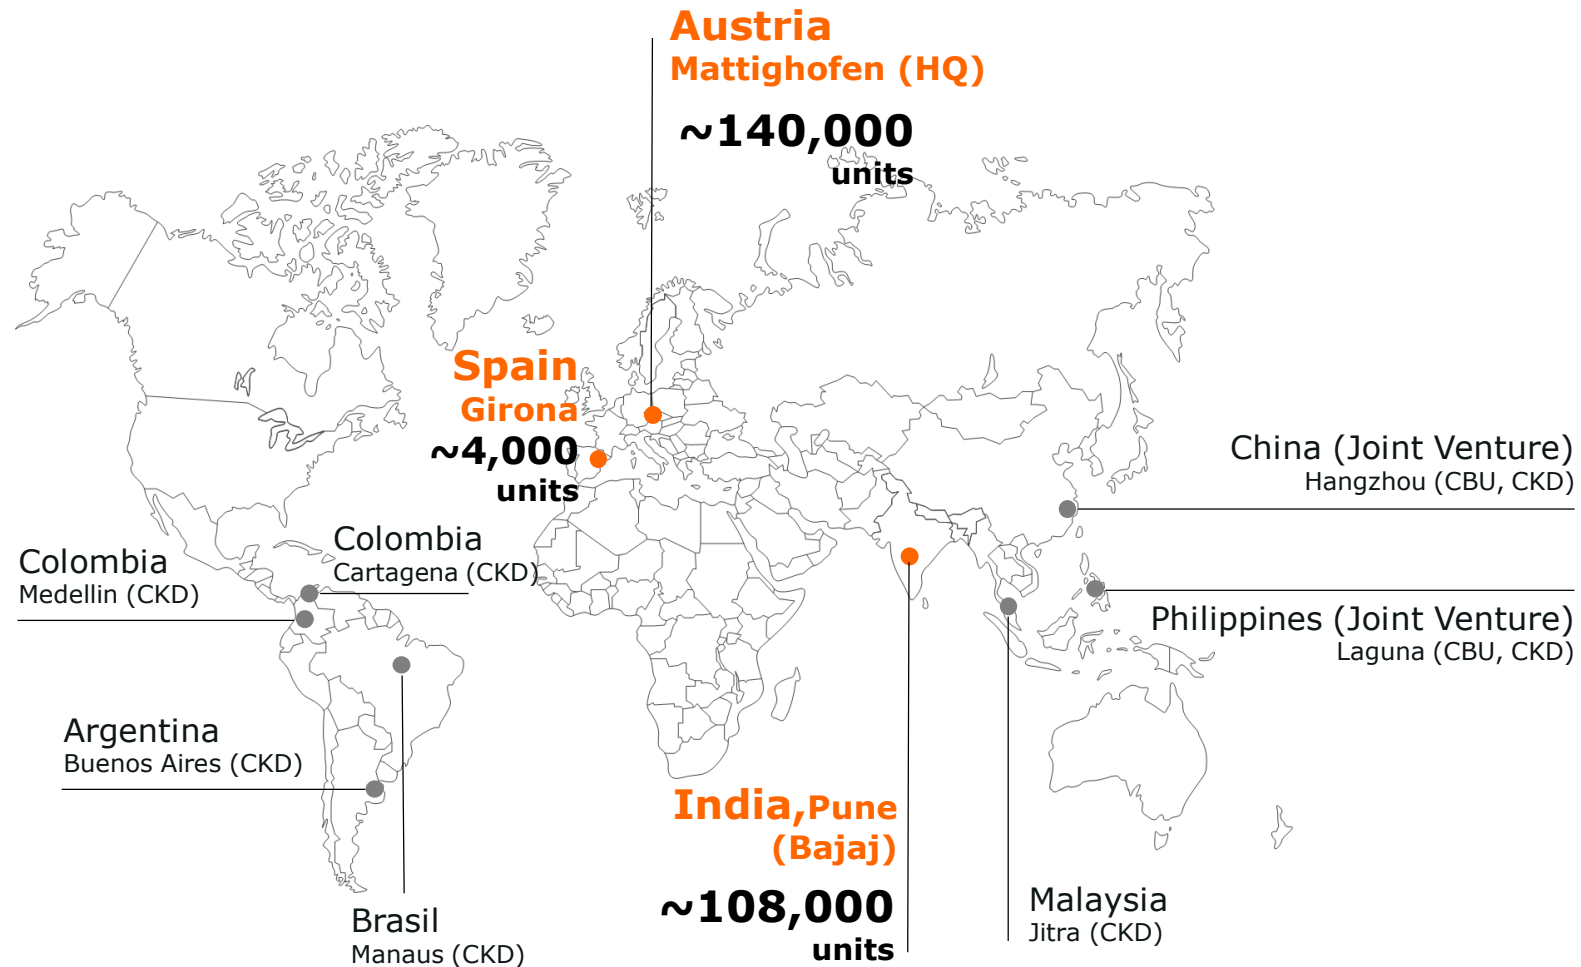 Austria
Mattighofen (HQ)
~140,000
units
Spain
Girona
~4,000
units
China (Joint Venture)
Hangzhou (CBU, CKD)
Colombia
Cartagena (CKD)
Colombia
Medellin (CKD)
Philippines (Joint Venture)
Laguna (CBU, CKD)
Argentina
Buenos Aires (CKD)
India,Pune
(Bajaj)
~108,000
units
Malaysia
Jitra (CKD)
Brasil
Manaus (CKD)